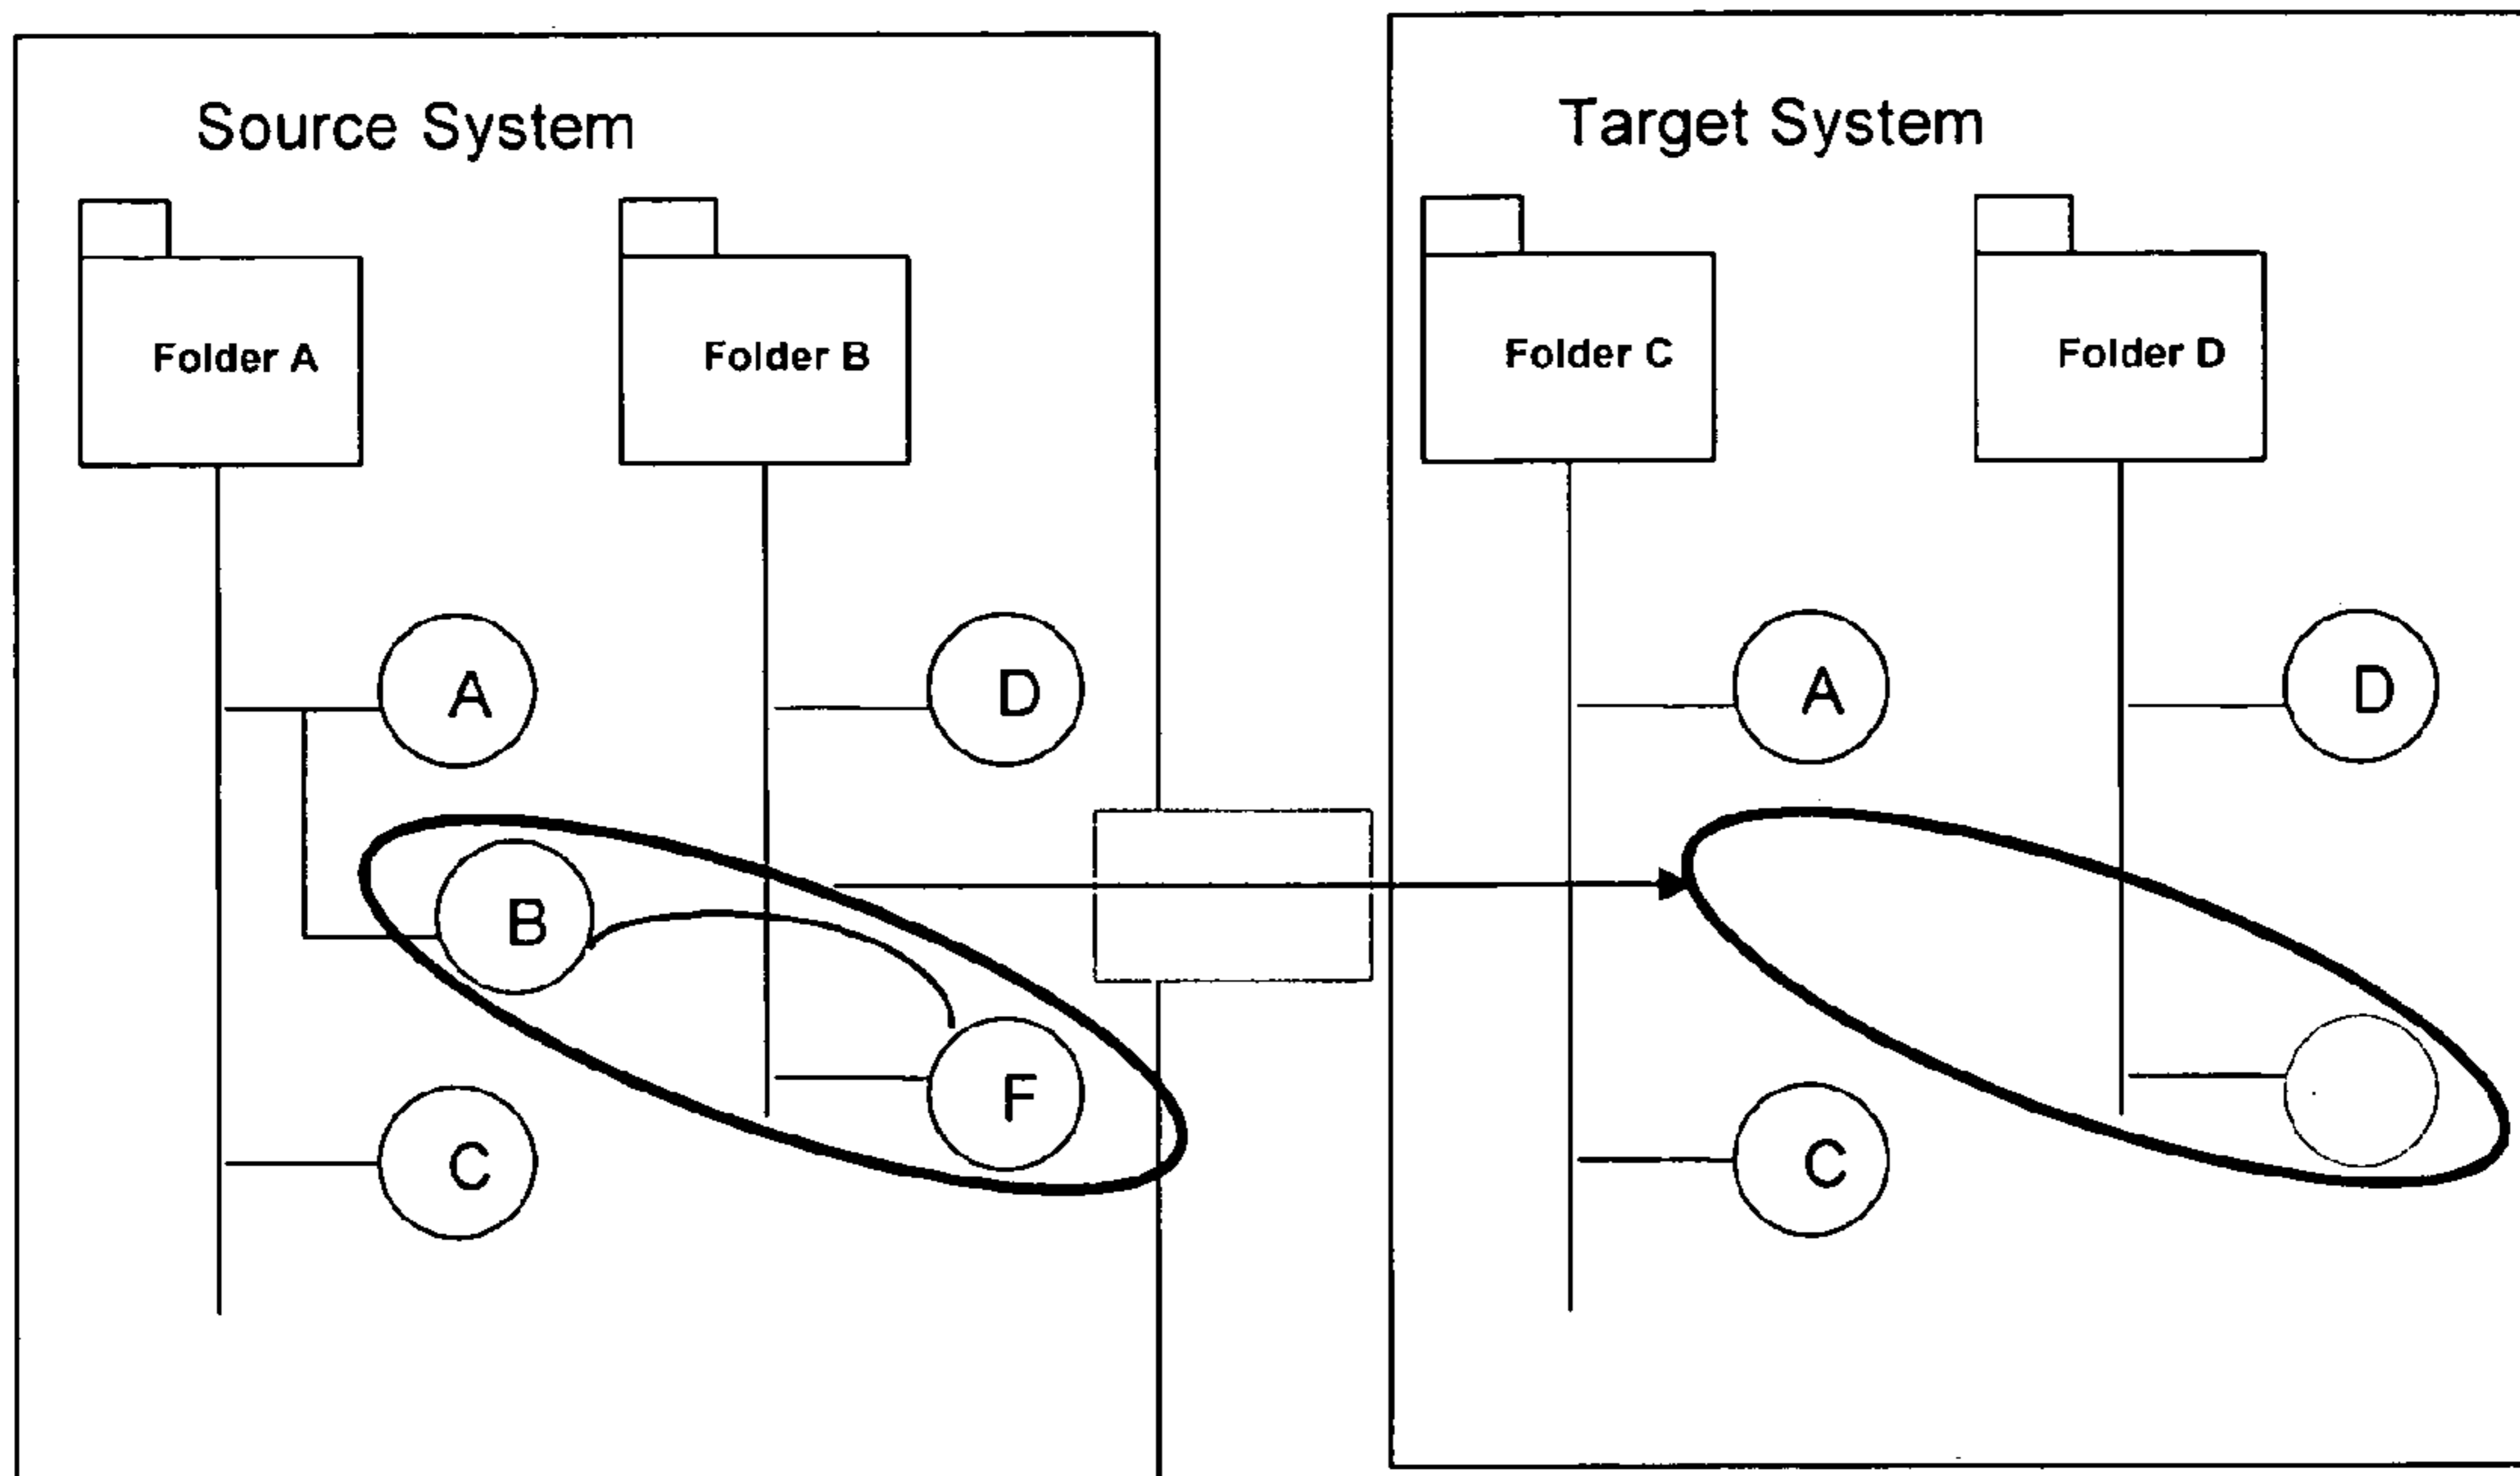 Source System
Target System
Folder A
Folder B
Folder C
Folder D
A
D
A
D
B
F
C
C